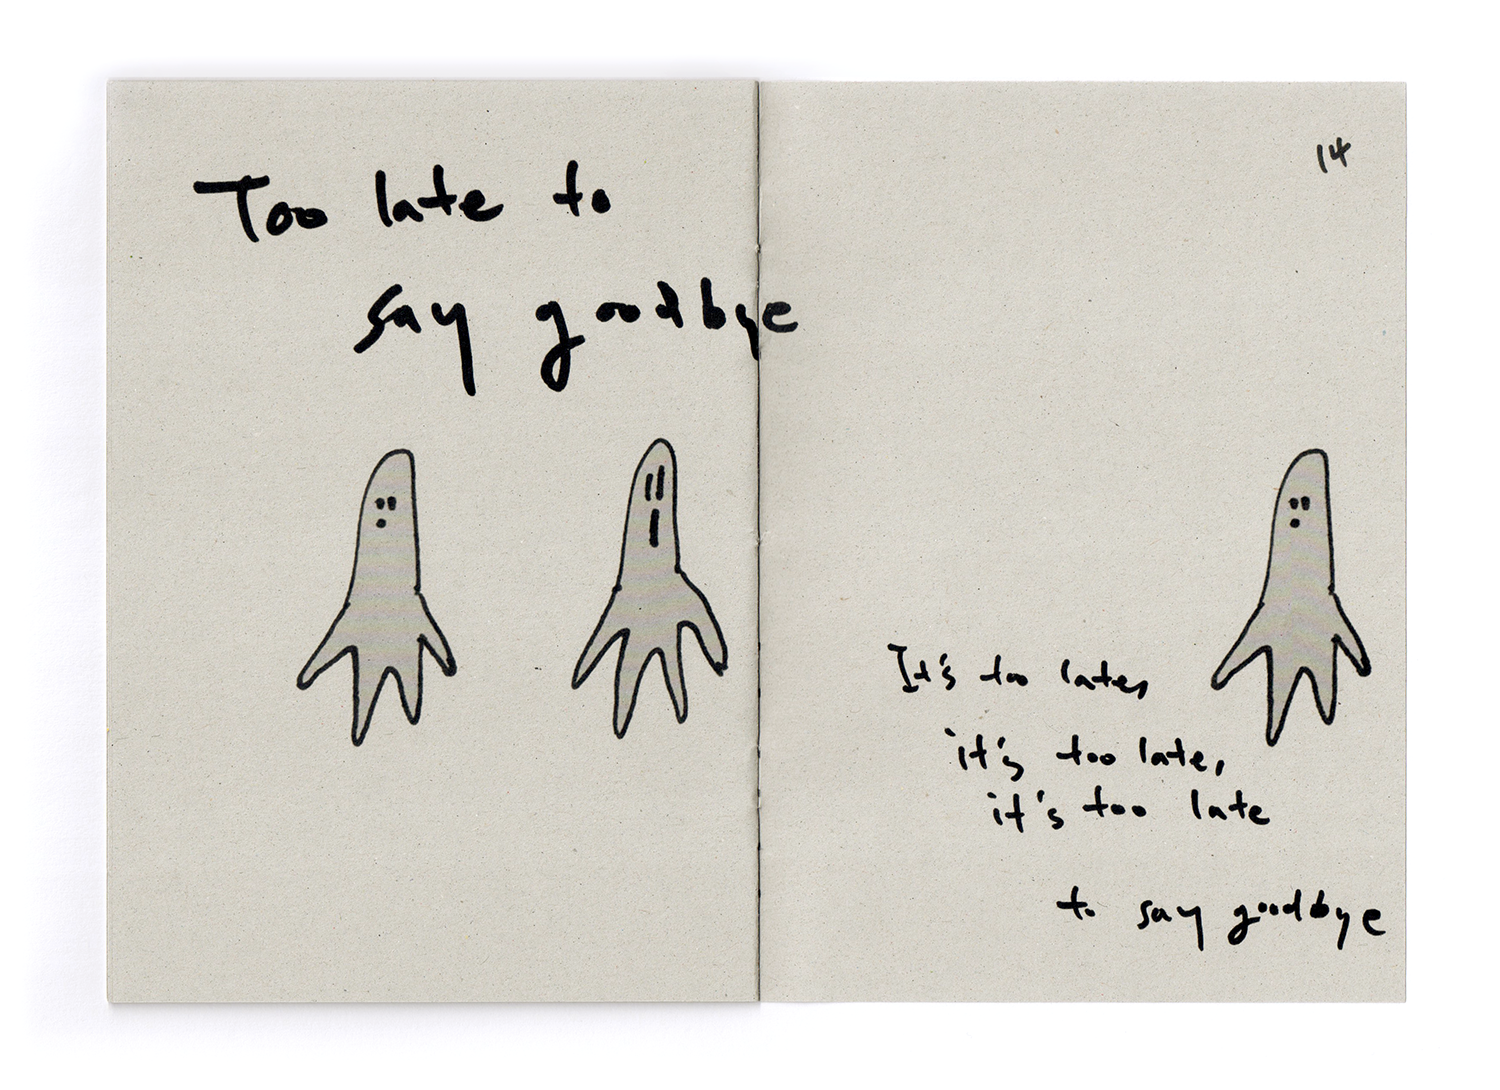 Too late to
say goodbye
14
It's too late,
it's too late,
it's too late
to say goodbye